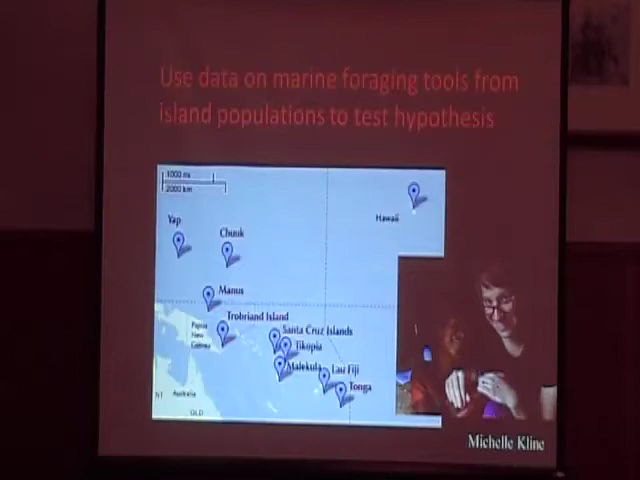 Use data on marine foraging tools from
island populations to test hypothesis
1000 mi
2000 km
Hawaii
Yap
Chuuk
Manus
Trobriand Island
Papua
New
Guinea
Santa Cruz Islands
Tikopia
Malekula
Lau Fiji
Tonga
NT
Australia
QLD
Michelle Kline